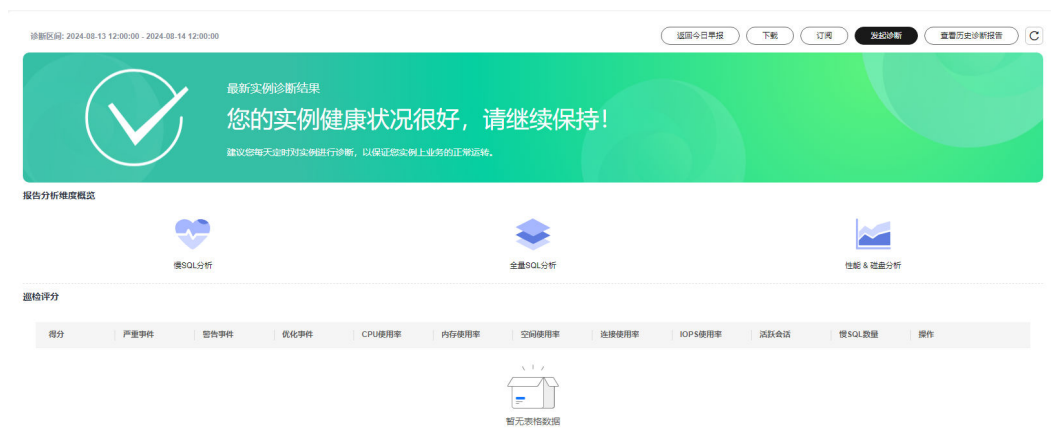 诊断区间: 2024-08-13 12:00:00 - 2024-08-14 12:00:00
返回今日早报 下载 订阅 发起诊断 查看历史诊断报告
最新实例诊断结果
您的实例健康状况很好，请继续保持！
建议您每天定时对实例进行诊断，以保证您实例上业务的正常运转。
报告分析维度概览
慢SQL分析 全量SQL分析 性能 & 磁盘分析
巡检评分
得分 严重事件 警告事件 优化事件 CPU使用率 内存使用率 空间使用率 连接使用率 IOPS使用率 活跃会话 慢SQL数量 操作
暂无表格数据